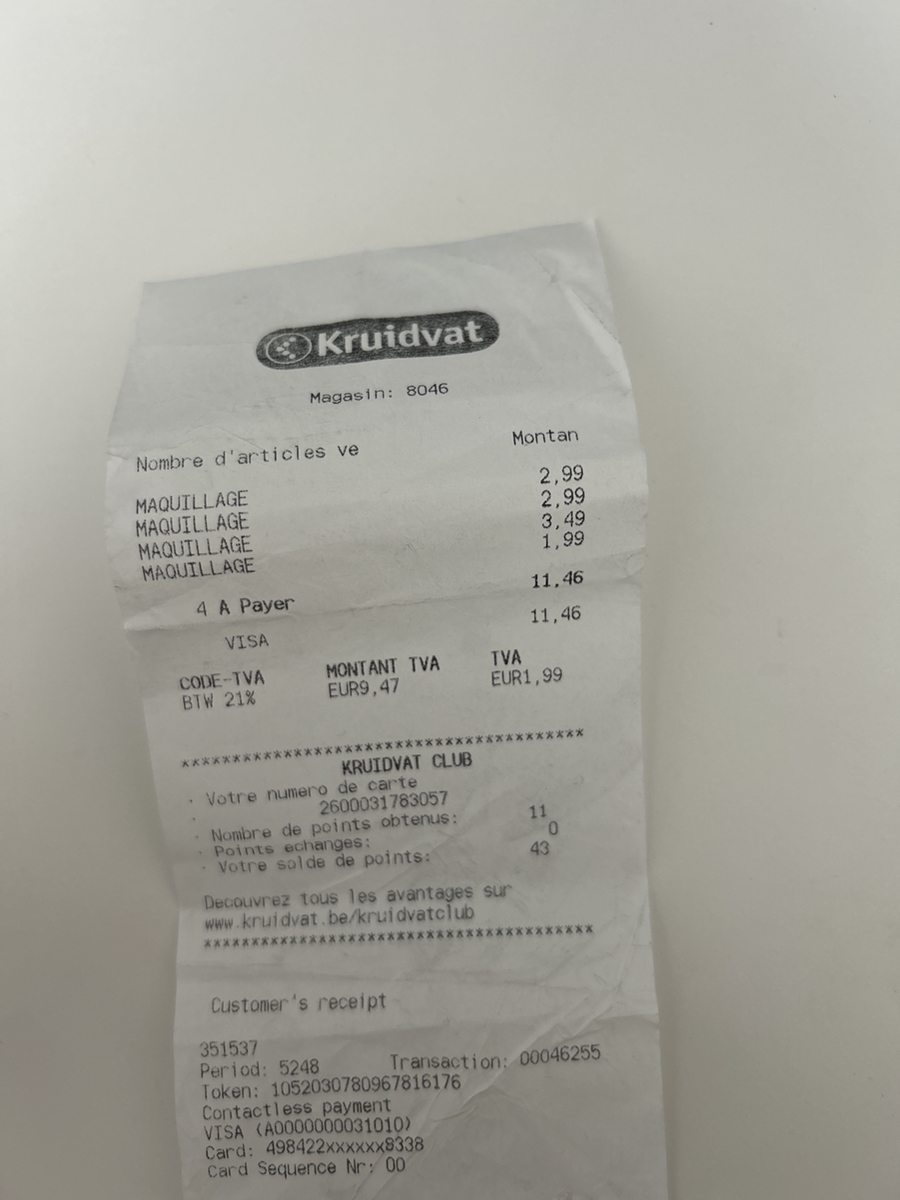 Kruidvat
Magasin: 8046
Nombre d'articles ve Montan
MAQUILLAGE 2,99
MAQUILLAGE 2,99
MAQUILLAGE 3,49
MAQUILLAGE 1,99
4 A Payer 11,46
VISA 11,46
CODE-TVA MONTANT TVA TVA
BTW 21% EUR9,47 EUR1,99
****************************************
KRUIDVAT CLUB
· Votre numero de carte
· 2600031783057
· Nombre de points obtenus: 11
· Points echanges: 0
· Votre solde de points: 43
Decouvrez tous les avantages sur
www.kruidvat.be/kruidvatclub
****************************************
Customer's receipt
351537
Period: 5248 Transaction: 00046255
Token: 1052030780967816176
Contactless payment
VISA (A0000000031010)
Card: 498422xxxxxx8338
Card Sequence Nr: 00